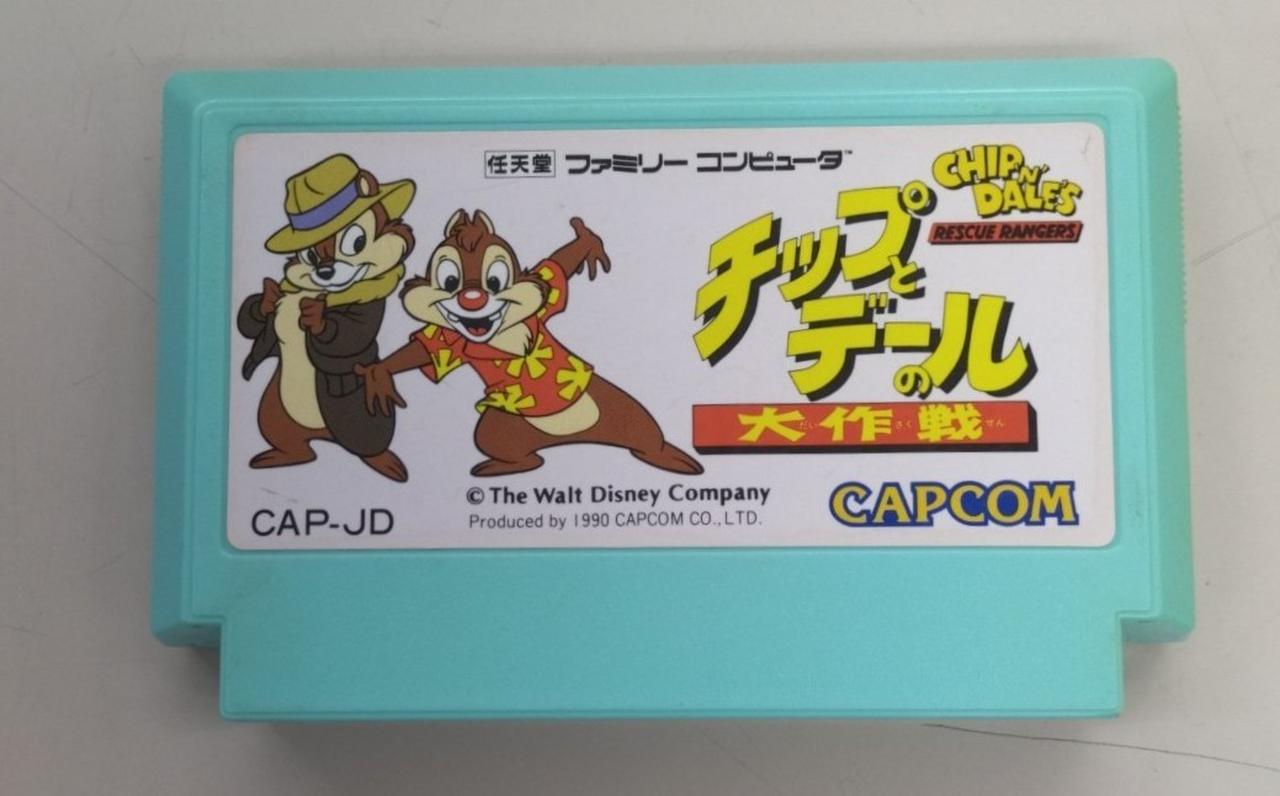 任天堂 ファミリー コンピュータ™
CHIP 'N' DALE'S
RESCUE RANGERS
チップと
デールの
大作戦
だい さく せん
© The Walt Disney Company
Produced by 1990 CAPCOM CO., LTD.
CAP-JD
CAPCOM